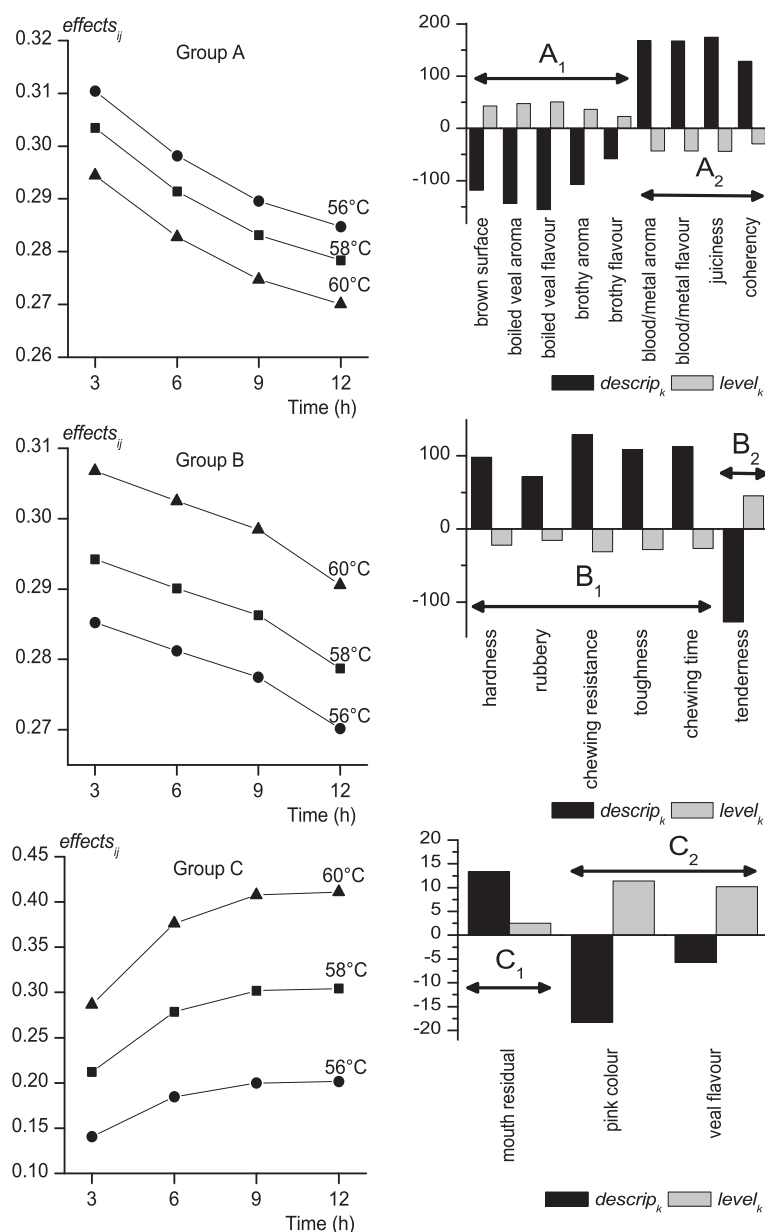 effects_ij
Group A
0.32
0.31
0.30
0.29
0.28
0.27
0.26
56°C
58°C
60°C
3 6 9 12
Time (h)
200
100
0
-100
A_1
A_2
brown surface
boiled veal aroma
boiled veal flavour
brothy aroma
brothy flavour
blood/metal aroma
blood/metal flavour
juiciness
coherency
descrip_k level_k
effects_ij
Group B
0.31
0.30
0.29
0.28
0.27
60°C
58°C
56°C
3 6 9 12
Time (h)
100
0
-100
B_2
B_1
hardness
rubbery
chewing resistance
toughness
chewing time
tenderness
descrip_k level_k
effects_ij
Group C
0.45
0.40
0.35
0.30
0.25
0.20
0.15
0.10
60°C
58°C
56°C
3 6 9 12
Time (h)
20
15
10
5
0
-5
-10
-15
-20
C_2
C_1
mouth residual
pink colour
veal flavour
descrip_k level_k